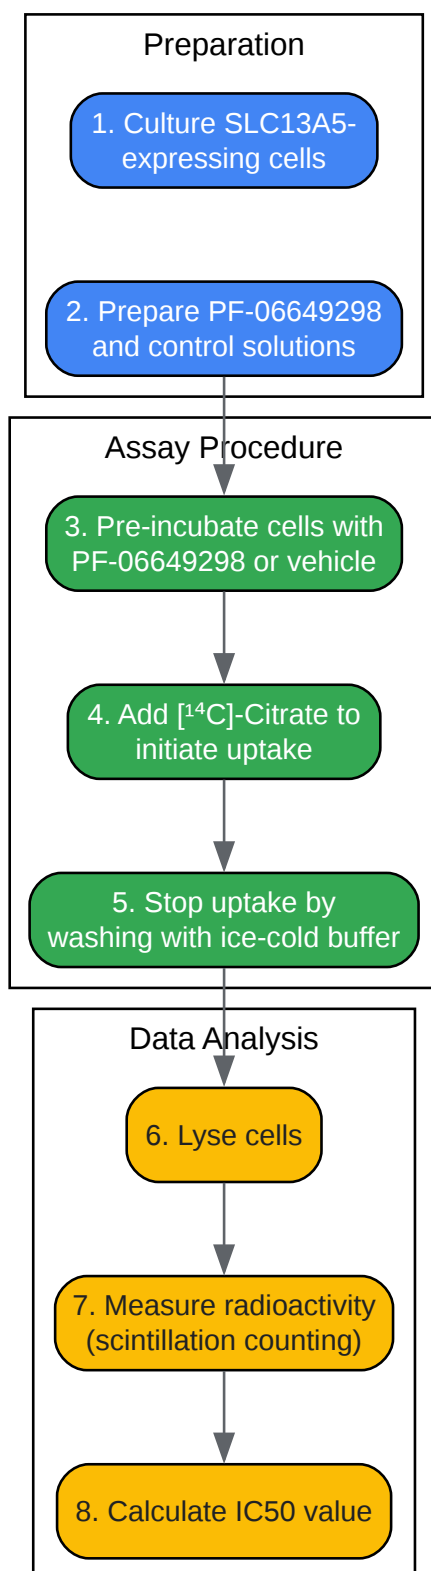 Preparation
1. Culture SLC13A5-
expressing cells
2. Prepare PF-06649298
and control solutions
Assay Procedure
3. Pre-incubate cells with
PF-06649298 or vehicle
4. Add [¹⁴C]-Citrate to
initiate uptake
5. Stop uptake by
washing with ice-cold buffer
Data Analysis
6. Lyse cells
7. Measure radioactivity
(scintillation counting)
8. Calculate IC50 value